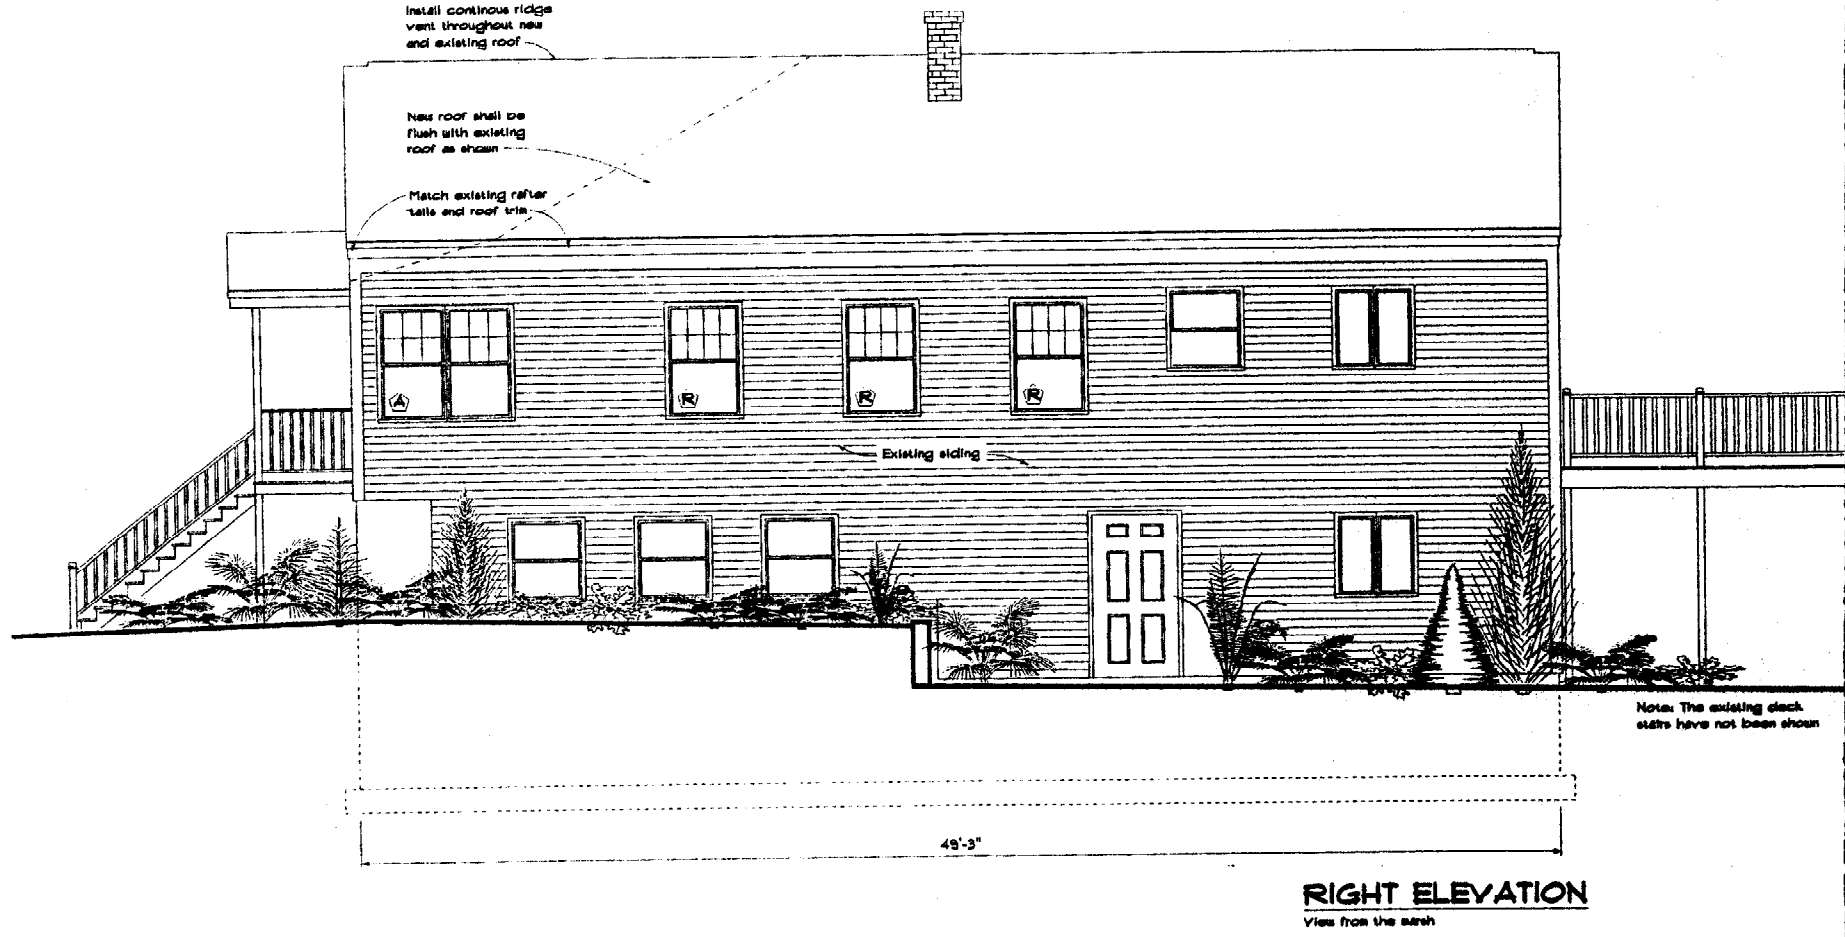 Install continous ridge
vent throughout new
and existing roof
New roof shall be
flush with existing
roof as shown
Match existing rafter
tails and roof trim
A
R
R
R
Existing siding
Note: The existing deck
stairs have not been shown
49'-3"
RIGHT ELEVATION
View from the marsh